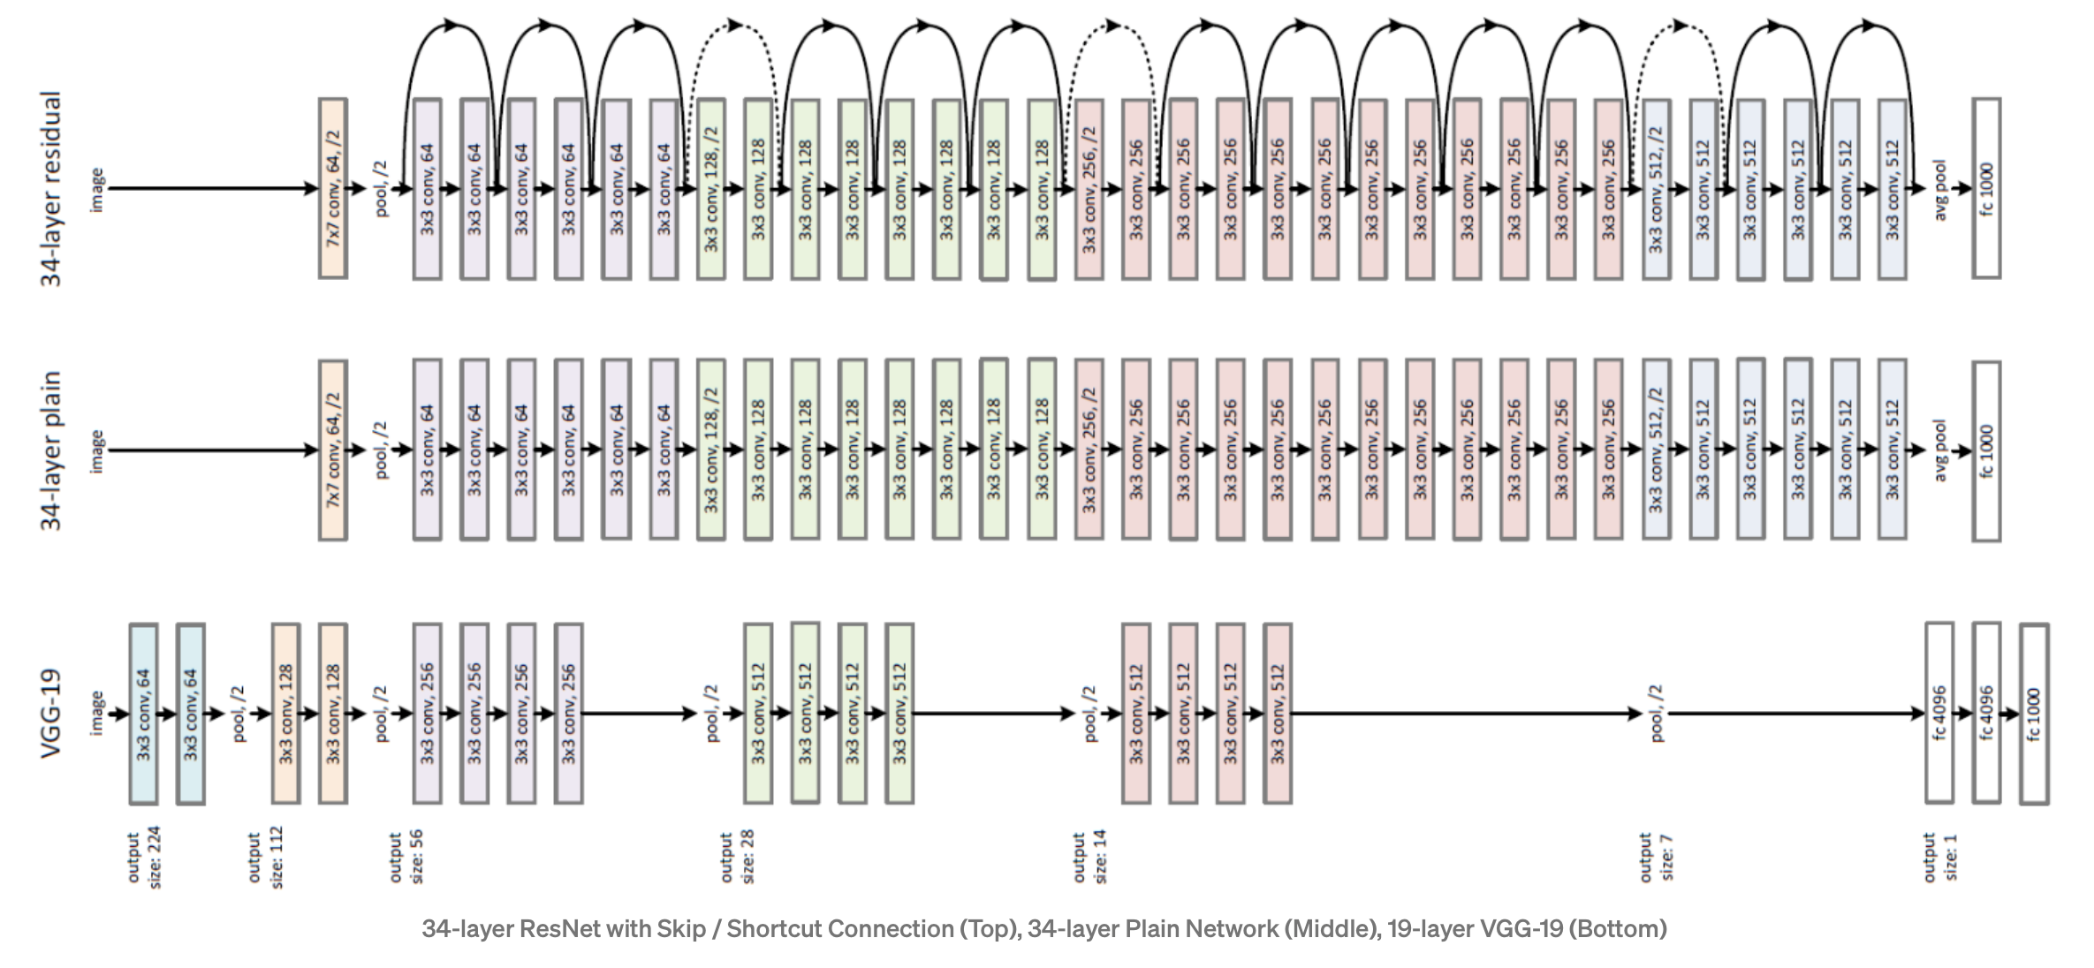 34-layer residual
image
7x7 conv, 64, /2
pool, /2
3x3 conv, 64
3x3 conv, 64
3x3 conv, 64
3x3 conv, 64
3x3 conv, 64
3x3 conv, 64
3x3 conv, 128, /2
3x3 conv, 128
3x3 conv, 128
3x3 conv, 128
3x3 conv, 128
3x3 conv, 128
3x3 conv, 128
3x3 conv, 128
3x3 conv, 256, /2
3x3 conv, 256
3x3 conv, 256
3x3 conv, 256
3x3 conv, 256
3x3 conv, 256
3x3 conv, 256
3x3 conv, 256
3x3 conv, 256
3x3 conv, 256
3x3 conv, 256
3x3 conv, 256
3x3 conv, 512, /2
3x3 conv, 512
3x3 conv, 512
3x3 conv, 512
3x3 conv, 512
3x3 conv, 512
avg pool
fc 1000
34-layer plain
image
7x7 conv, 64, /2
pool, /2
3x3 conv, 64
3x3 conv, 64
3x3 conv, 64
3x3 conv, 64
3x3 conv, 64
3x3 conv, 64
3x3 conv, 128, /2
3x3 conv, 128
3x3 conv, 128
3x3 conv, 128
3x3 conv, 128
3x3 conv, 128
3x3 conv, 128
3x3 conv, 128
3x3 conv, 256, /2
3x3 conv, 256
3x3 conv, 256
3x3 conv, 256
3x3 conv, 256
3x3 conv, 256
3x3 conv, 256
3x3 conv, 256
3x3 conv, 256
3x3 conv, 256
3x3 conv, 256
3x3 conv, 256
3x3 conv, 512, /2
3x3 conv, 512
3x3 conv, 512
3x3 conv, 512
3x3 conv, 512
3x3 conv, 512
avg pool
fc 1000
VGG-19
image
3x3 conv, 64
3x3 conv, 64
pool, /2
3x3 conv, 128
3x3 conv, 128
pool, /2
3x3 conv, 256
3x3 conv, 256
3x3 conv, 256
3x3 conv, 256
pool, /2
3x3 conv, 512
3x3 conv, 512
3x3 conv, 512
3x3 conv, 512
pool, /2
3x3 conv, 512
3x3 conv, 512
3x3 conv, 512
3x3 conv, 512
pool, /2
fc 4096
fc 4096
fc 1000
output
size: 224
output
size: 112
output
size: 56
output
size: 28
output
size: 14
output
size: 7
output
size: 1
34-layer ResNet with Skip / Shortcut Connection (Top), 34-layer Plain Network (Middle), 19-layer VGG-19 (Bottom)